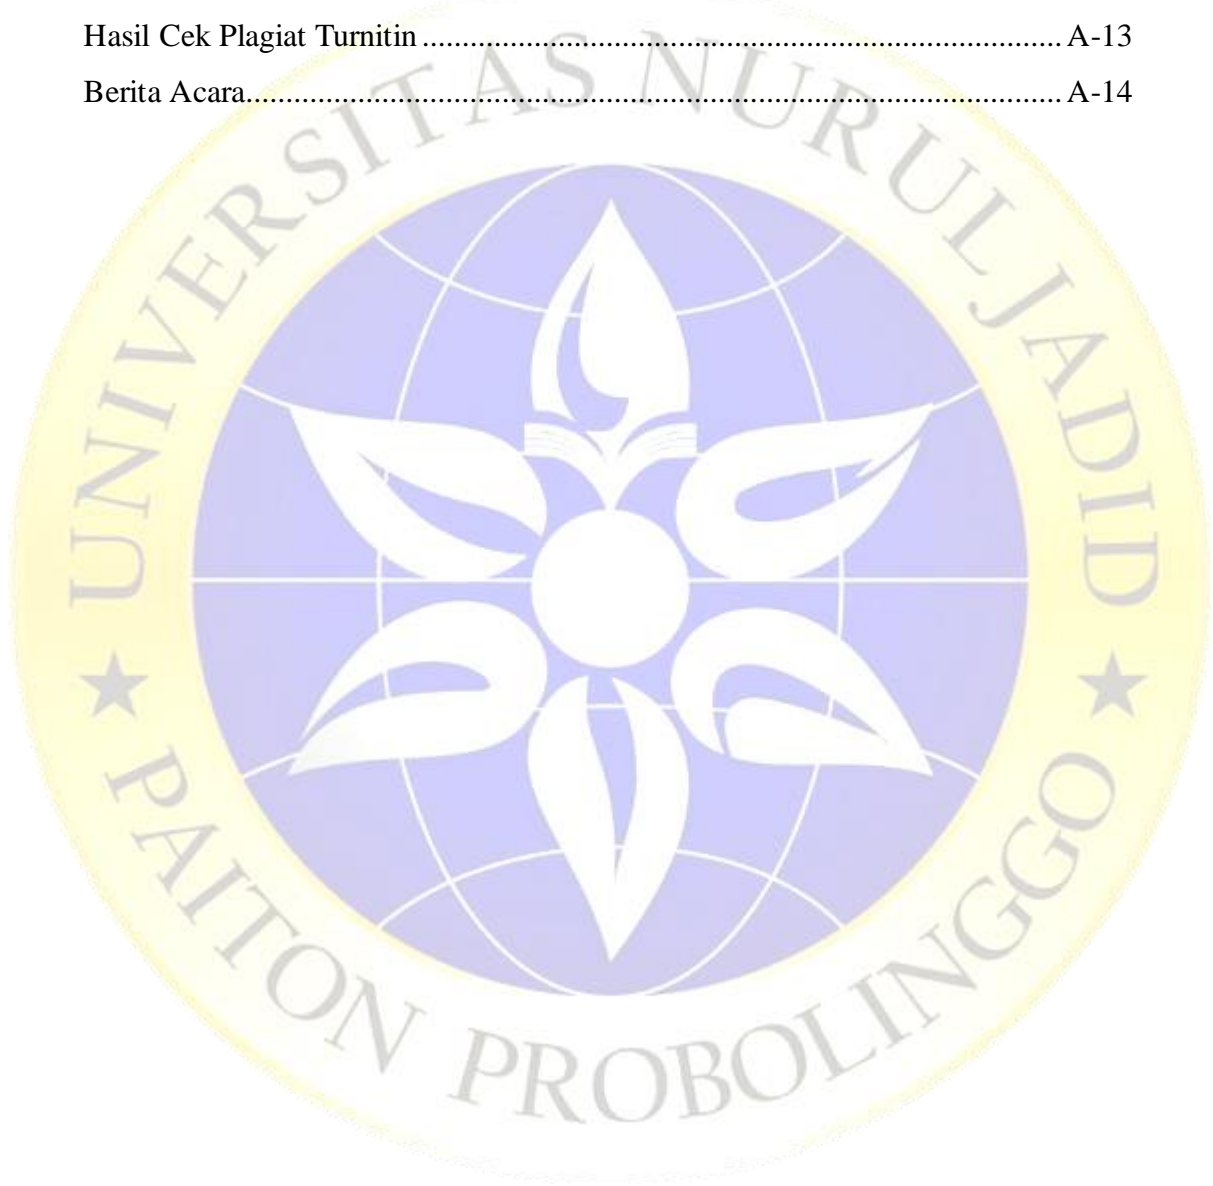 Hasil Cek Plagiat Turnitin ................................................................................ A-13
Berita Acara...................................................................................................... A-14
UNIVERSITAS NURUL JADID
★ PAITON PROBOLINGGO ★